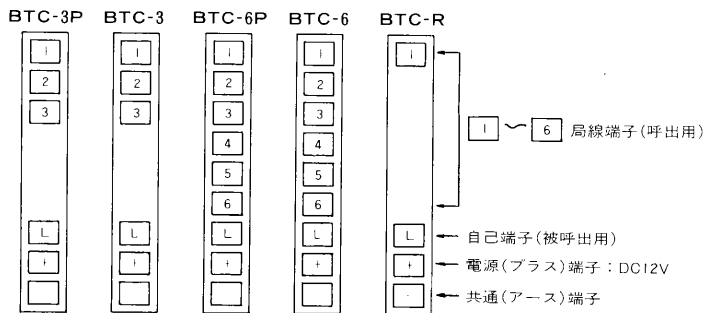 BTC-3P BTC-3 BTC-6P BTC-6 BTC-R
1 1 1 1 1
2 2 2 2
3 3 3 3
4 4
5 5
6 6
1 〜 6 局線端子(呼出用)
L L L L L 自己端子(被呼出用)
+ + + + + 電源(プラス)端子:DC12V
- 共通(アース)端子